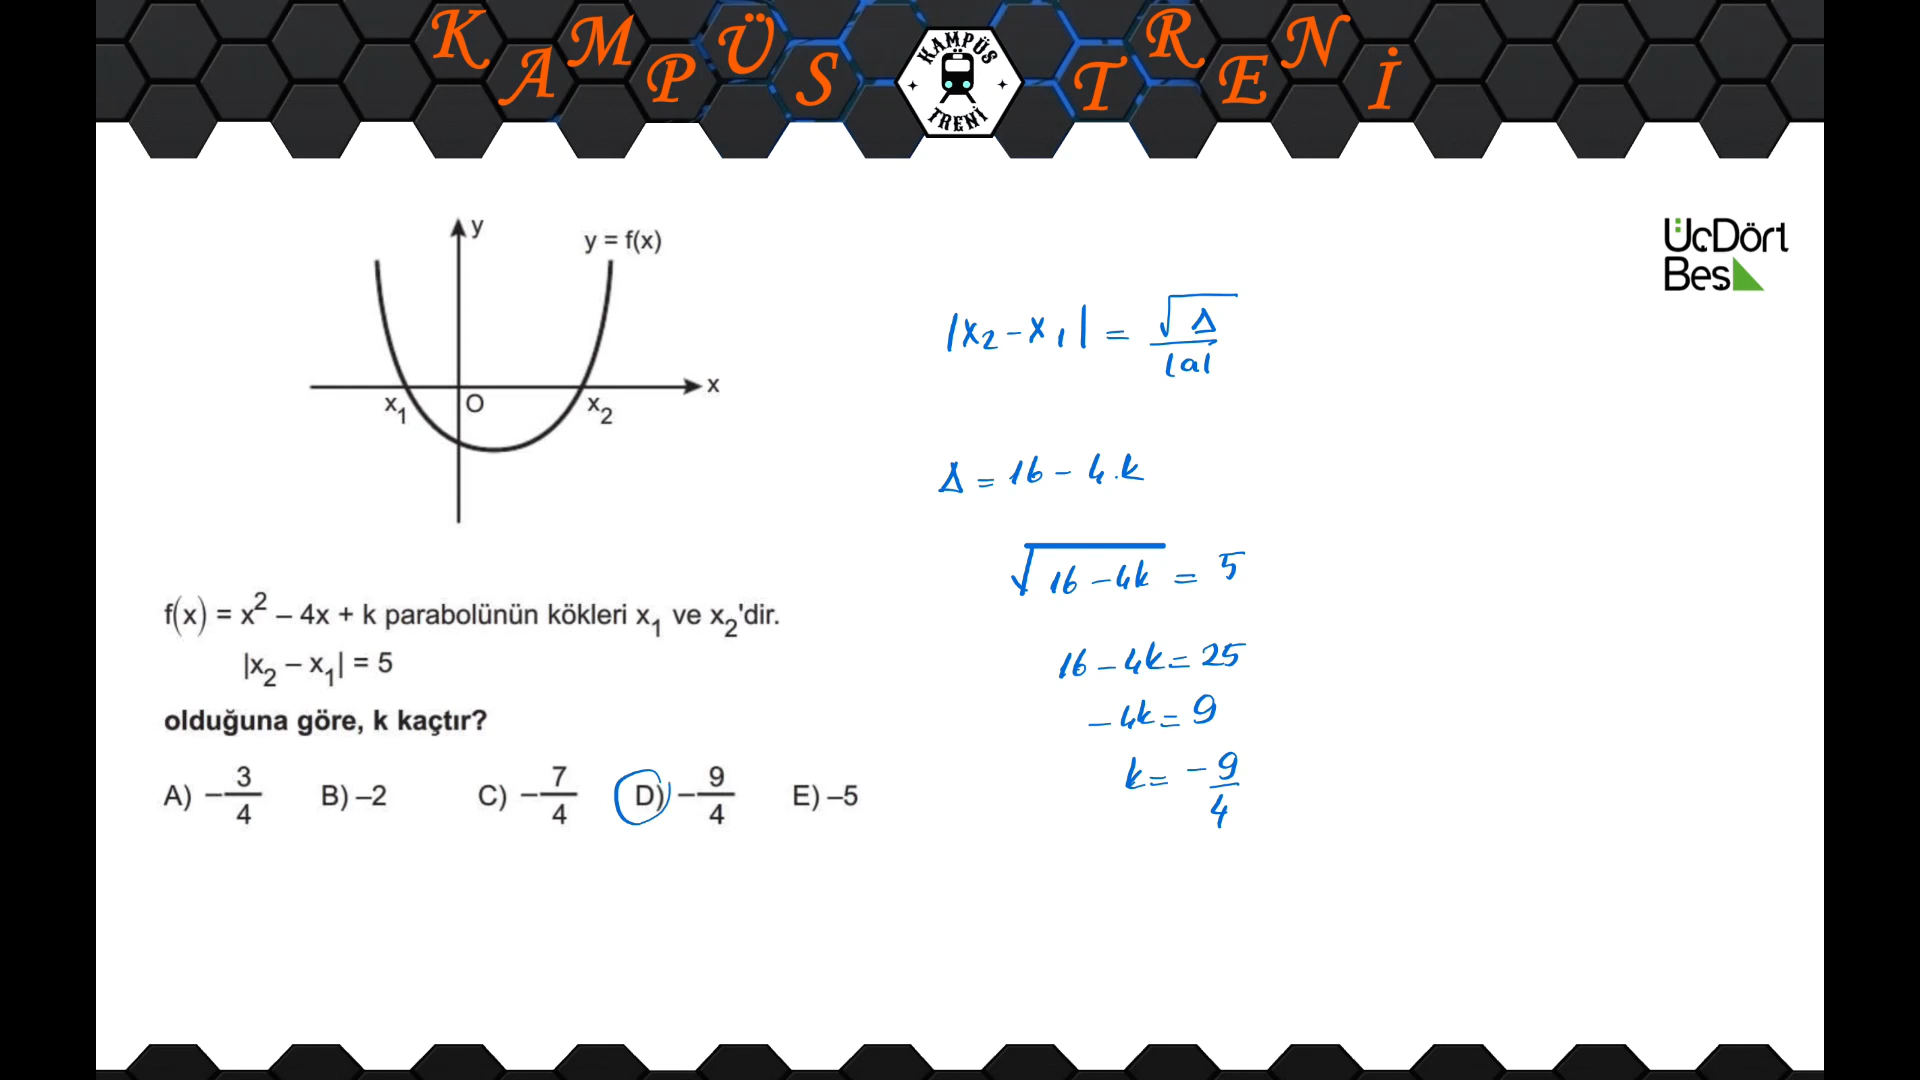 KAMPÜS TRENİ
KAMPÜS
TRENİ
ÜçDört
Beş
y
y = f(x)
x
x₁ O x₂
f(x) = x² – 4x + k parabolünün kökleri x₁ ve x₂'dir.
|x₂ – x₁| = 5
olduğuna göre, k kaçtır?
A) –3/4 B) –2 C) –7/4 D) –9/4 E) –5
|x₂ – x₁| = √Δ / |a|
Δ = 16 – 4.k
√(16 – 4k) = 5
16 – 4k = 25
– 4k = 9
k = –9/4